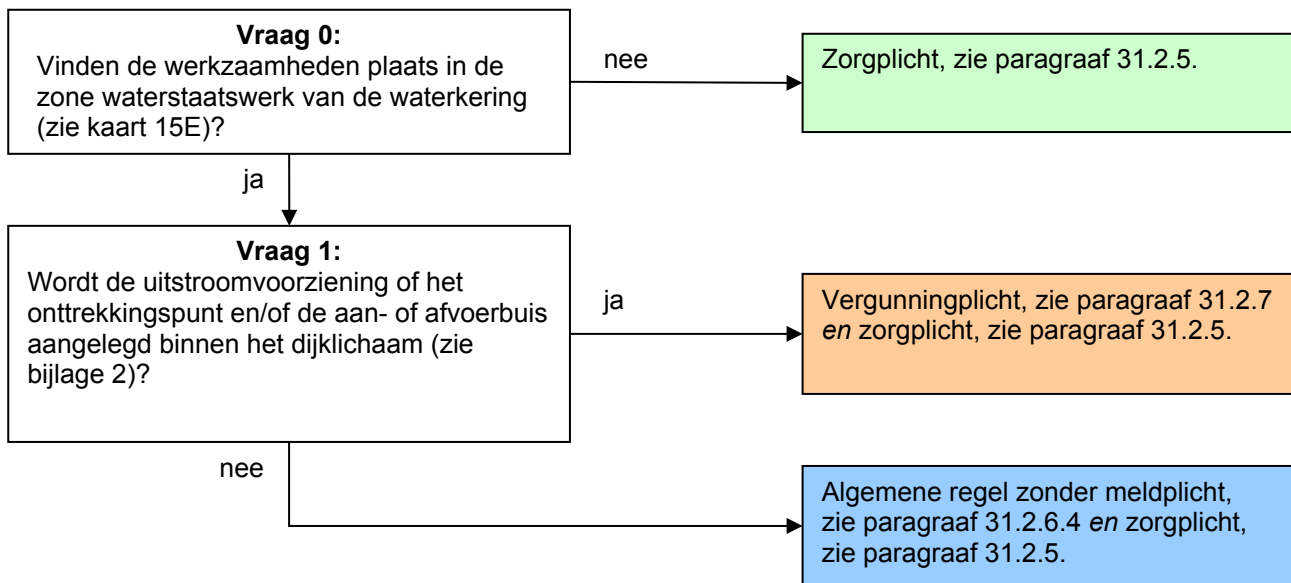 Vraag 0:
Vinden de werkzaamheden plaats in de
zone waterstaatswerk van de waterkering
(zie kaart 15E)?
nee
Zorgplicht, zie paragraaf 31.2.5.
ja
Vraag 1:
Wordt de uitstroomvoorziening of het
onttrekkingspunt en/of de aan- of afvoerbuis
aangelegd binnen het dijklichaam (zie
bijlage 2)?
ja
Vergunningplicht, zie paragraaf 31.2.7
en zorgplicht, zie paragraaf 31.2.5.
nee
Algemene regel zonder meldplicht,
zie paragraaf 31.2.6.4 en zorgplicht,
zie paragraaf 31.2.5.